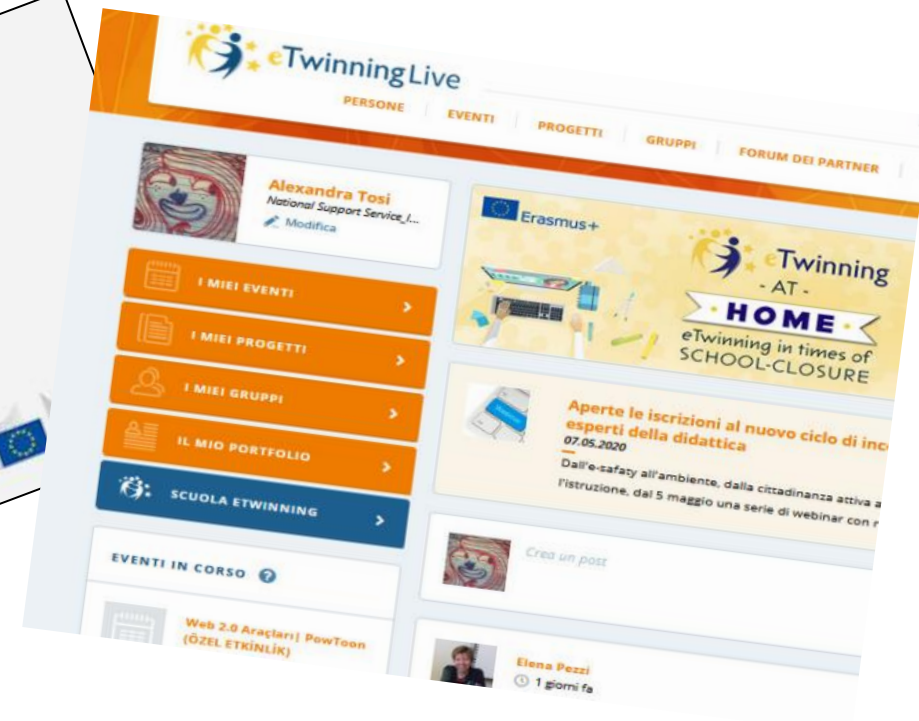 eTwinningLive
PERSONE
EVENTI
PROGETTI
GRUPPI
FORUM DEI PARTNER
Alexandra Tosi
National Support Service_I...
Modifica
I MIEI EVENTI
I MIEI PROGETTI
I MIEI GRUPPI
IL MIO PORTFOLIO
SCUOLA ETWINNING
EVENTI IN CORSO ?
Web 2.0 Araçları| PowToon
(ÖZEL ETKİNLİK)
Erasmus+
eTwinning
- AT -
HOME
eTwinning in times of
SCHOOL-CLOSURE
Aperte le iscrizioni al nuovo ciclo di inc
esperti della didattica
07.05.2020
Dall'e-safaty all'ambiente, dalla cittadinanza attiva a
l'istruzione, dal 5 maggio una serie di webinar con r
Crea un post
Elena Pezzi
1 giorni fa